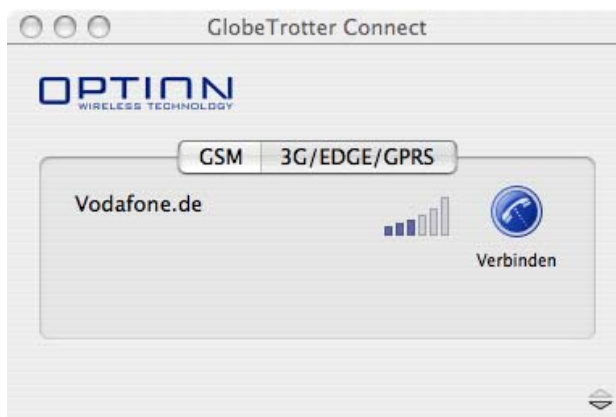 GlobeTrotter Connect
OPTION
WIRELESS TECHNOLOGY
GSM 3G/EDGE/GPRS
Vodafone.de
Verbinden